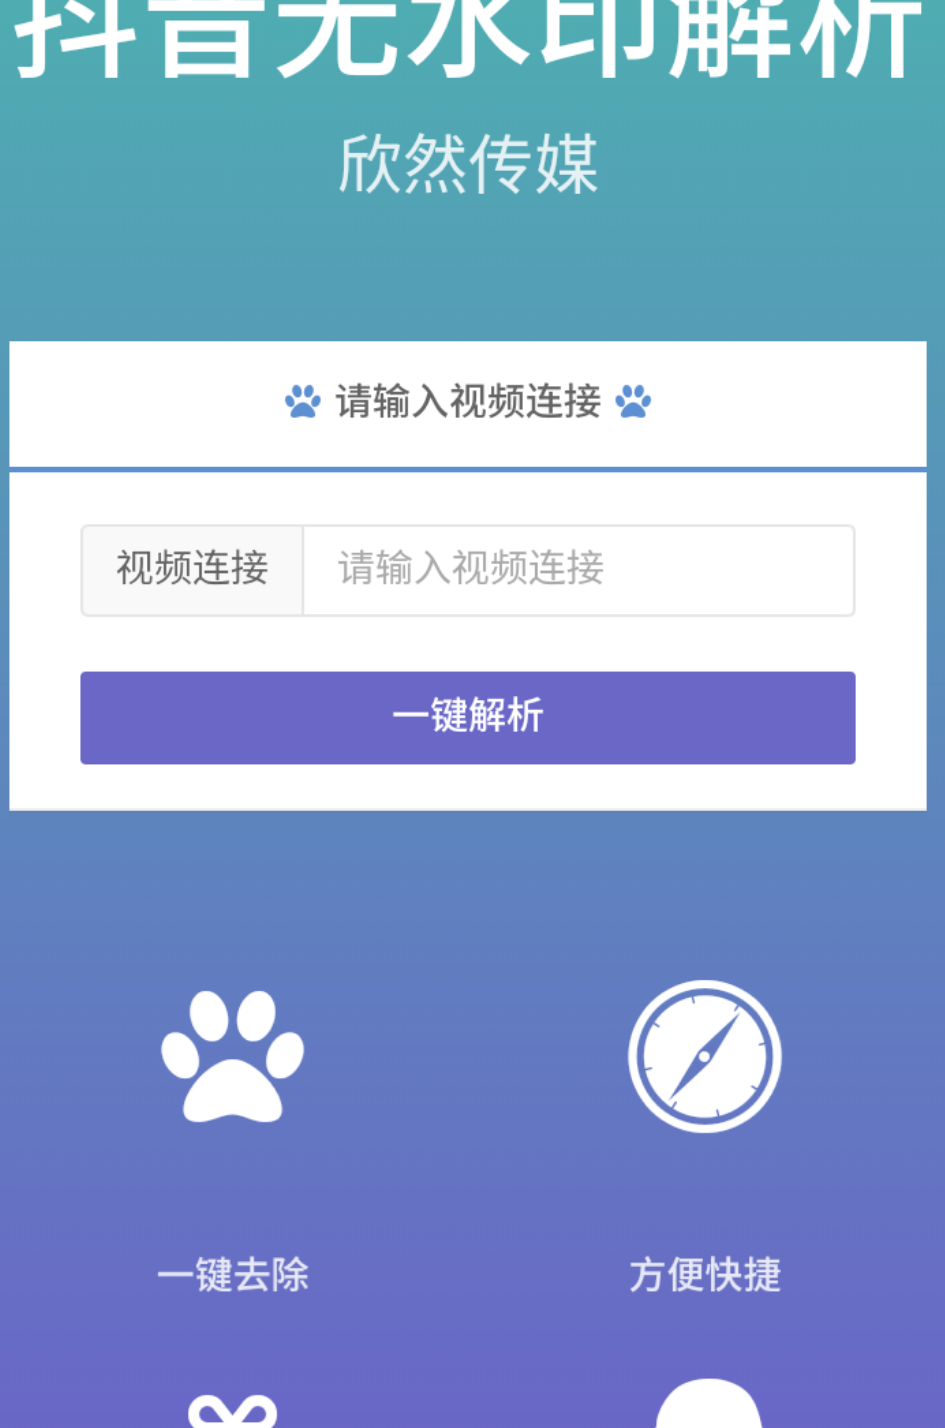 抖音无水印解析
欣然传媒
请输入视频连接
视频连接 请输入视频连接
一键解析
一键去除 方便快捷